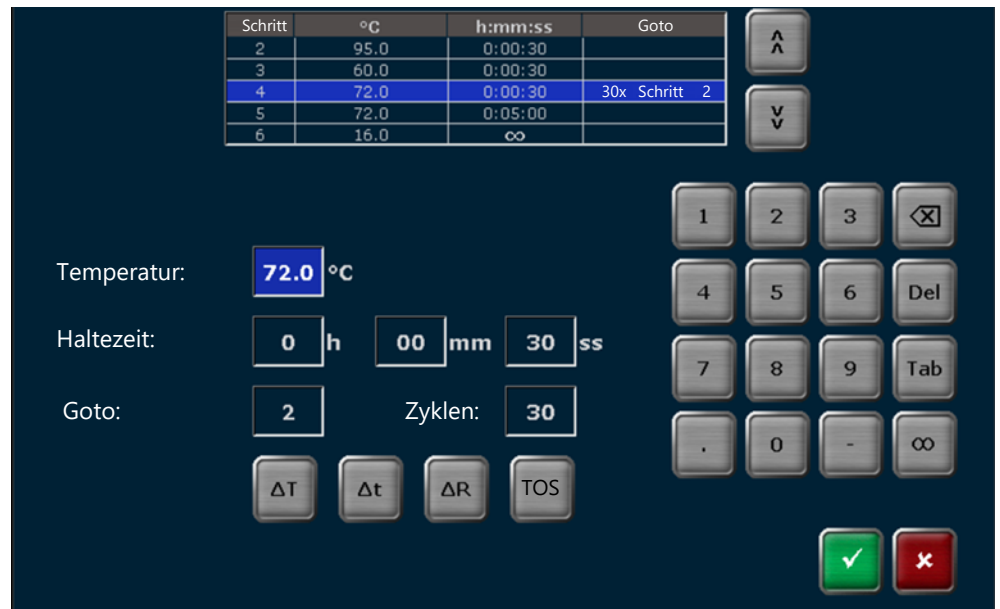 Schritt °C h:mm:ss Goto
2 95.0 0:00:30
3 60.0 0:00:30
4 72.0 0:00:30 30x Schritt 2
5 72.0 0:05:00
6 16.0 ∞
1 2 3
Temperatur: 72.0 °C
4 5 6 Del
Haltezeit: 0 h 00 mm 30 ss
7 8 9 Tab
Goto: 2 Zyklen: 30
. 0 - ∞
ΔT Δt ΔR TOS